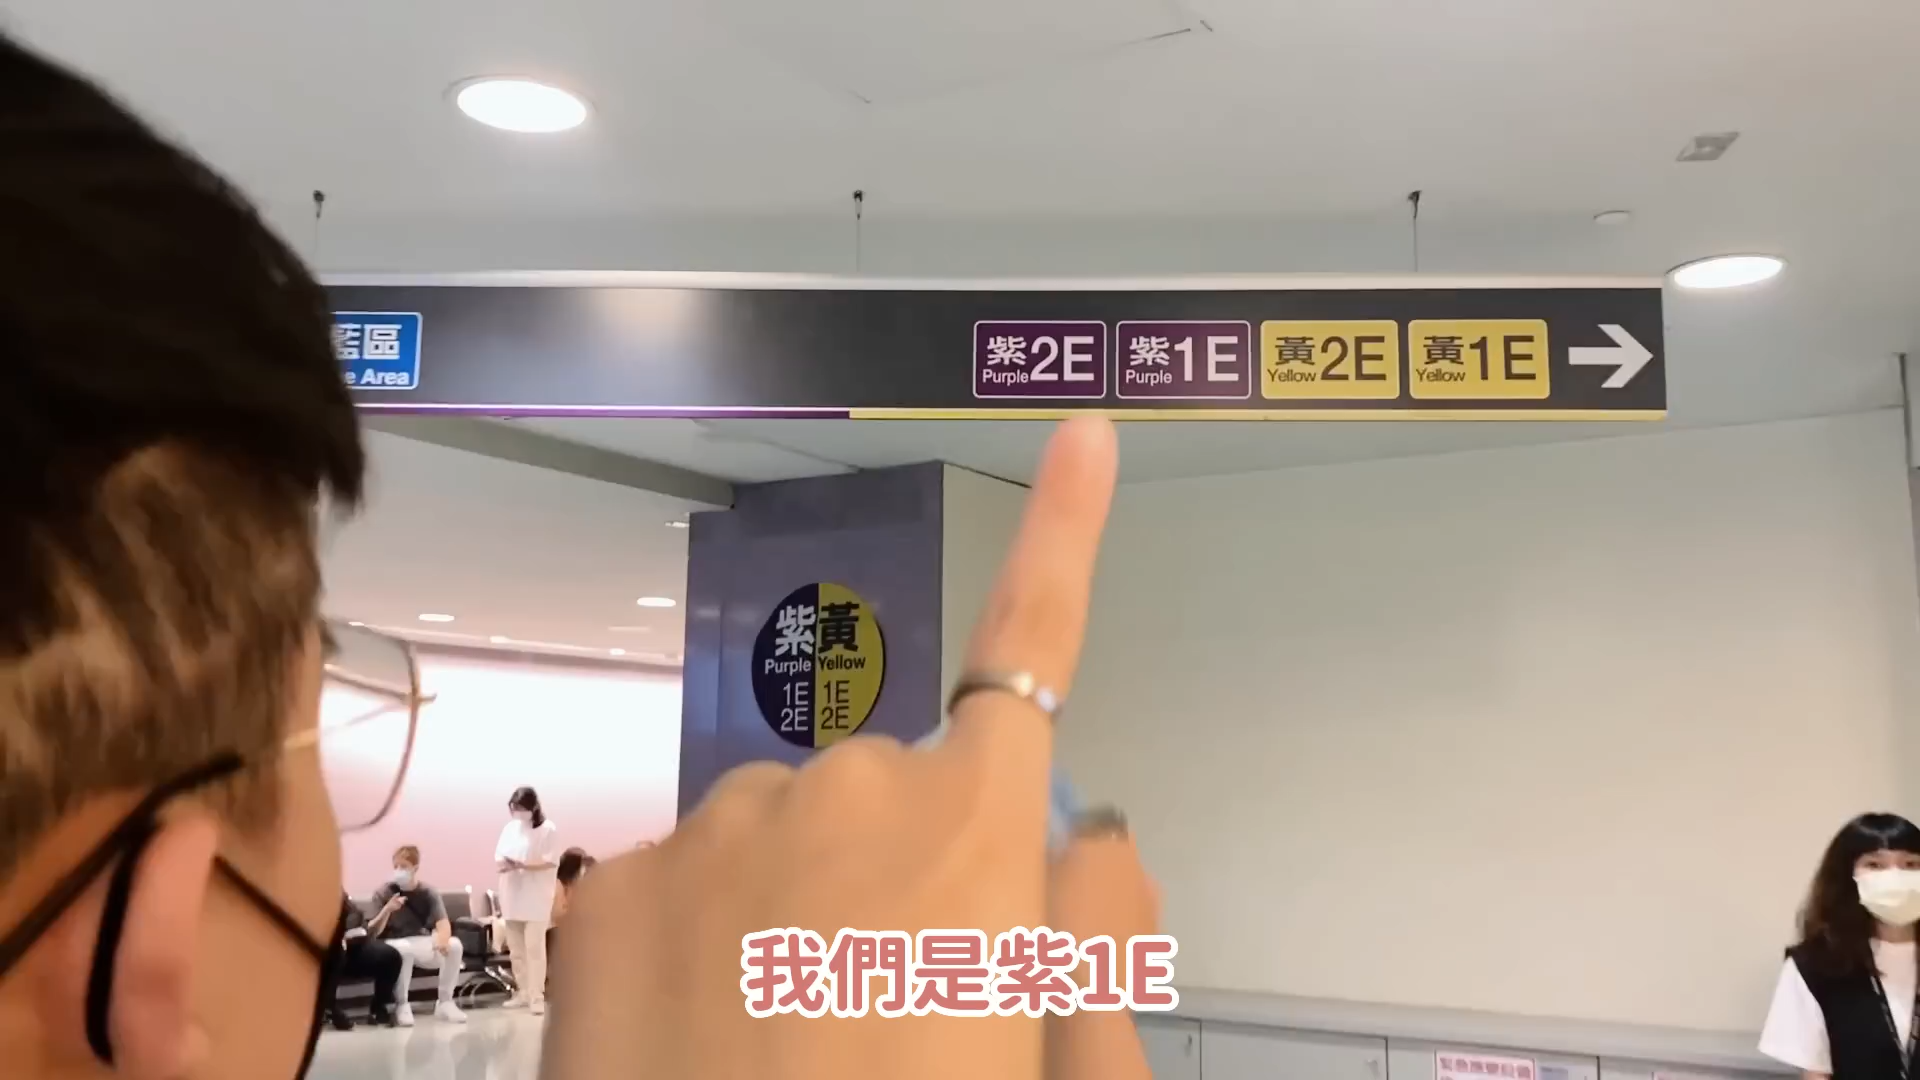 藍區
e Area
紫2E
Purple
紫1E
Purple
黃2E
Yellow
黃1E
Yellow
紫 黃
Purple Yellow
1E 1E
2E 2E
我們是紫1E